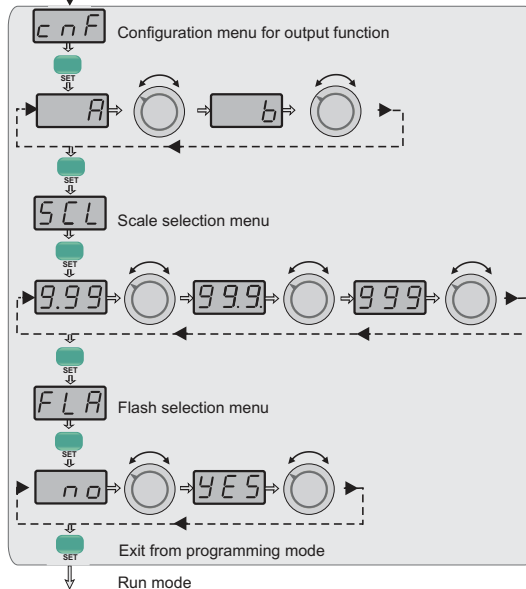 cnF Configuration menu for output function
SET
A b
SET
SCL Scale selection menu
SET
9.99 99.9. 999
SET
FLA Flash selection menu
SET
no YES
SET Exit from programming mode
Run mode